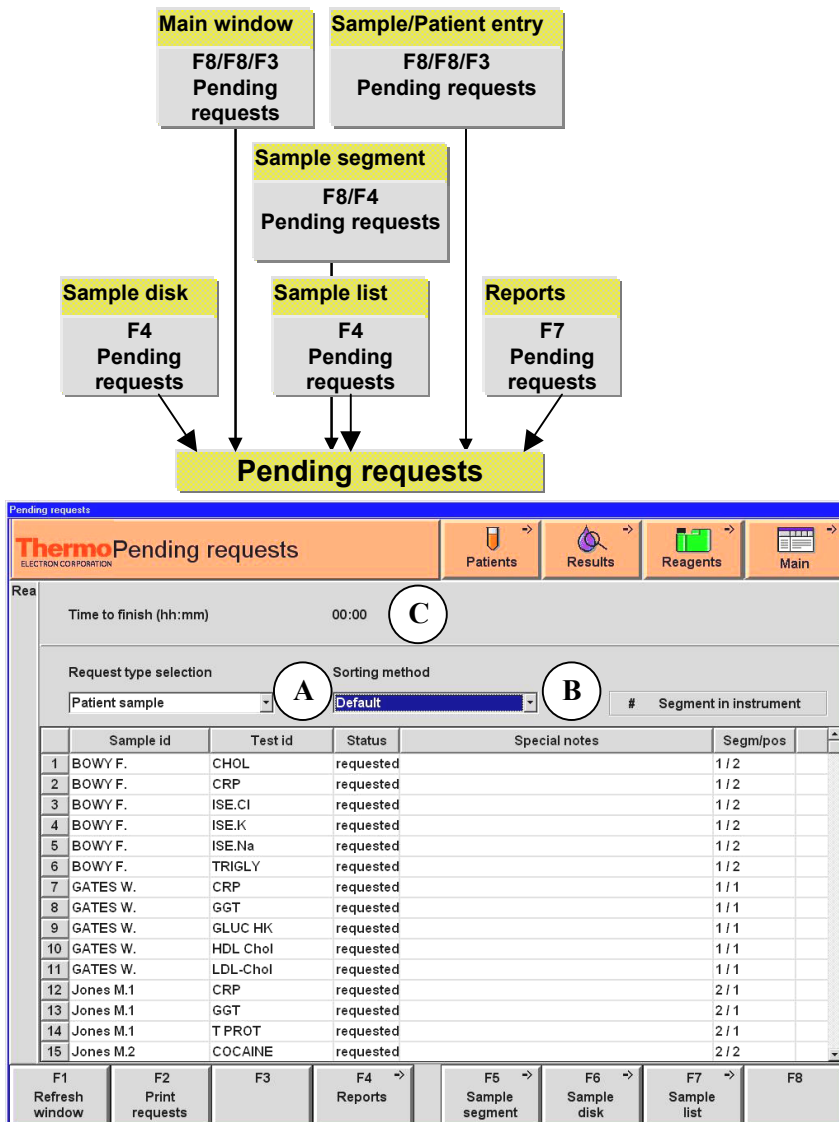 Main window
F8/F8/F3
Pending
requests
Sample/Patient entry
F8/F8/F3
Pending requests
Sample segment
F8/F4
Pending requests
Sample disk
F4
Pending
requests
Sample list
F4
Pending
requests
Reports
F7
Pending
requests
Pending requests
Pending requests
Thermo
ELECTRON CORPORATION
Pending requests
Patients
Results
Reagents
Main
Rea
Time to finish (hh:mm) 00:00 C
Request type selection Sorting method
Patient sample A Default B # Segment in instrument
Sample id Test id Status Special notes Segm/pos
1 BOWY F. CHOL requested 1 / 2
2 BOWY F. CRP requested 1 / 2
3 BOWY F. ISE.Cl requested 1 / 2
4 BOWY F. ISE.K requested 1 / 2
5 BOWY F. ISE.Na requested 1 / 2
6 BOWY F. TRIGLY requested 1 / 2
7 GATES W. CRP requested 1 / 1
8 GATES W. GGT requested 1 / 1
9 GATES W. GLUC HK requested 1 / 1
10 GATES W. HDL Chol requested 1 / 1
11 GATES W. LDL-Chol requested 1 / 1
12 Jones M.1 CRP requested 2 / 1
13 Jones M.1 GGT requested 2 / 1
14 Jones M.1 T PROT requested 2 / 1
15 Jones M.2 COCAINE requested 2 / 2
F1
Refresh
window
F2
Print
requests
F3
F4
Reports
F5
Sample
segment
F6
Sample
disk
F7
Sample
list
F8